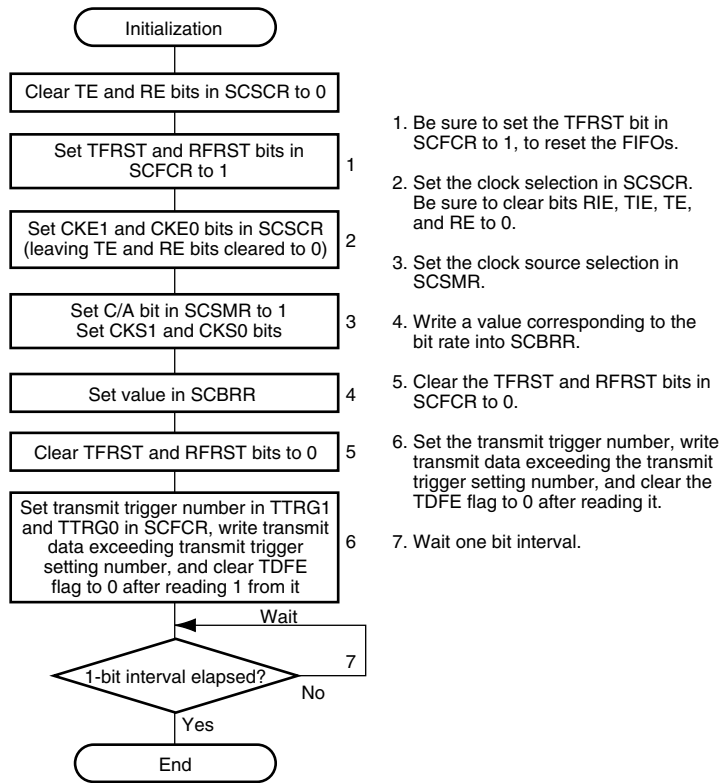 Initialization
Clear TE and RE bits in SCSCR to 0
Set TFRST and RFRST bits in
SCFCR to 1
1
Set CKE1 and CKE0 bits in SCSCR
(leaving TE and RE bits cleared to 0)
2
Set C/A bit in SCSMR to 1
Set CKS1 and CKS0 bits
3
Set value in SCBRR
4
Clear TFRST and RFRST bits to 0
5
Set transmit trigger number in TTRG1
and TTRG0 in SCFCR, write transmit
data exceeding transmit trigger
setting number, and clear TDFE
flag to 0 after reading 1 from it
6
Wait
1-bit interval elapsed?
7
No
Yes
End
1. Be sure to set the TFRST bit in
SCFCR to 1, to reset the FIFOs.
2. Set the clock selection in SCSCR.
Be sure to clear bits RIE, TIE, TE,
and RE to 0.
3. Set the clock source selection in
SCSMR.
4. Write a value corresponding to the
bit rate into SCBRR.
5. Clear the TFRST and RFRST bits in
SCFCR to 0.
6. Set the transmit trigger number, write
transmit data exceeding the transmit
trigger setting number, and clear the
TDFE flag to 0 after reading it.
7. Wait one bit interval.